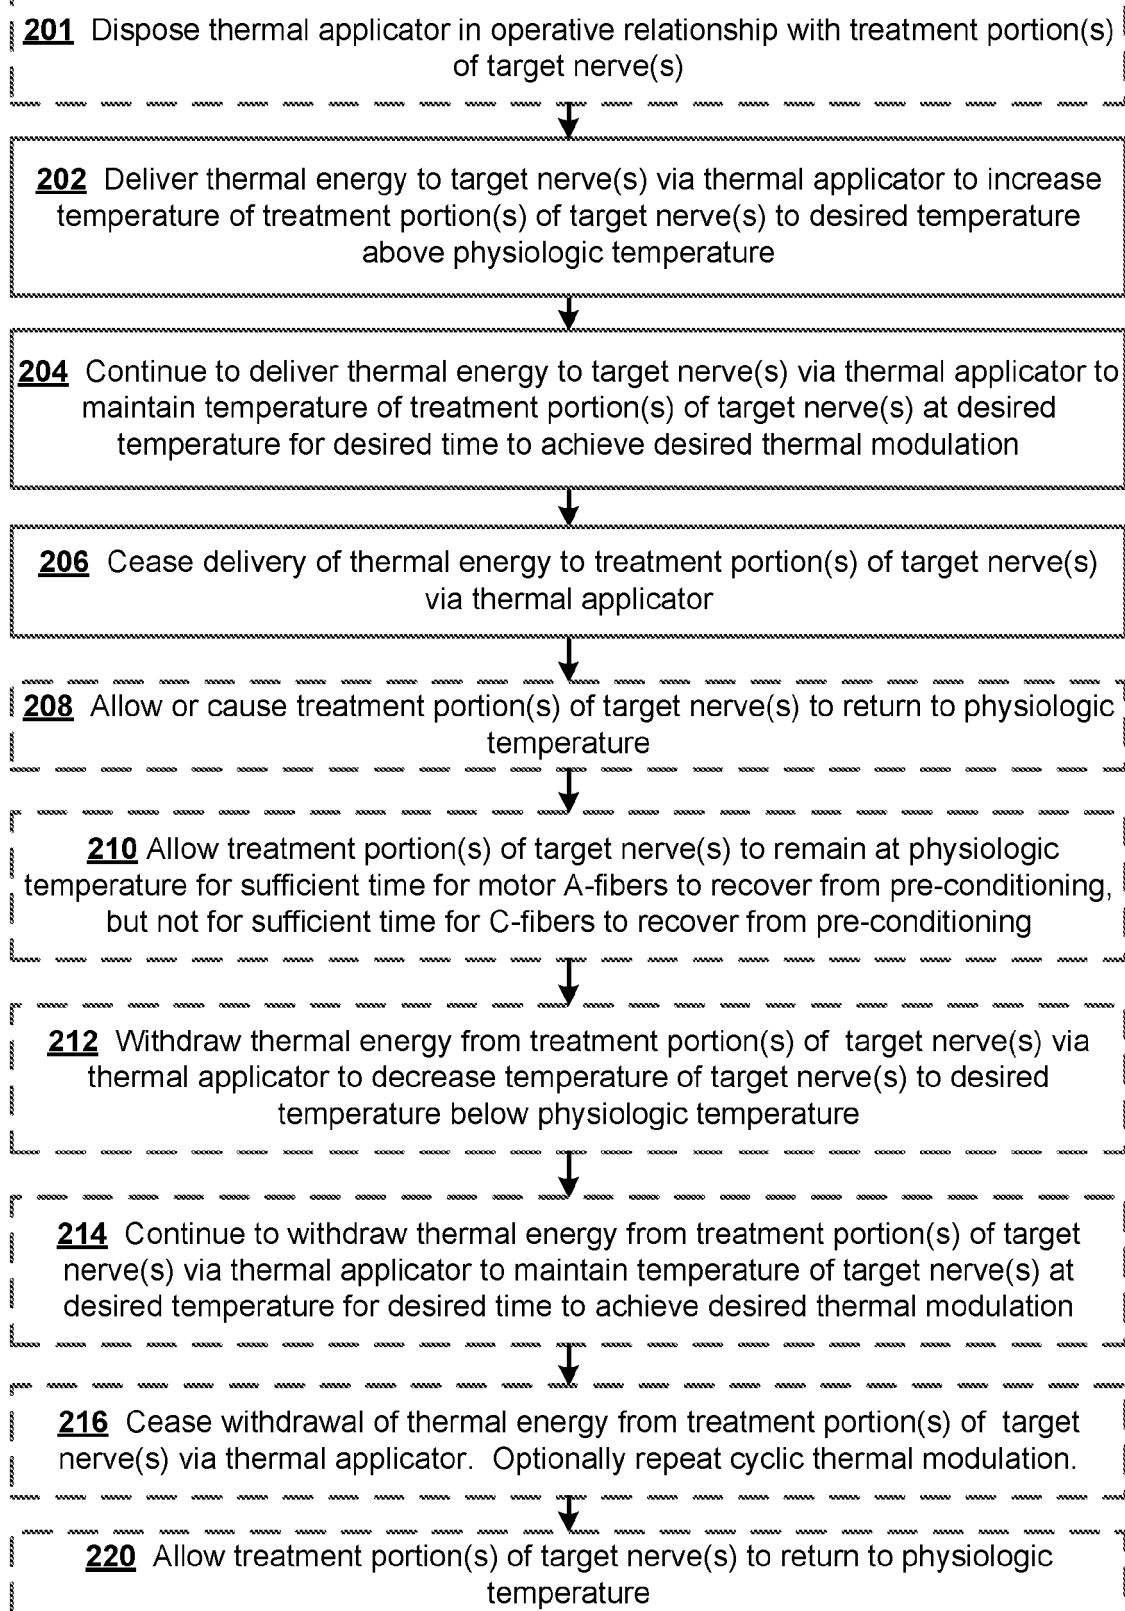 201 Dispose thermal applicator in operative relationship with treatment portion(s)
of target nerve(s)
202 Deliver thermal energy to target nerve(s) via thermal applicator to increase
temperature of treatment portion(s) of target nerve(s) to desired temperature
above physiologic temperature
204 Continue to deliver thermal energy to target nerve(s) via thermal applicator to
maintain temperature of treatment portion(s) of target nerve(s) at desired
temperature for desired time to achieve desired thermal modulation
206 Cease delivery of thermal energy to treatment portion(s) of target nerve(s)
via thermal applicator
208 Allow or cause treatment portion(s) of target nerve(s) to return to physiologic
temperature
210 Allow treatment portion(s) of target nerve(s) to remain at physiologic
temperature for sufficient time for motor A-fibers to recover from pre-conditioning,
but not for sufficient time for C-fibers to recover from pre-conditioning
212 Withdraw thermal energy from treatment portion(s) of target nerve(s) via
thermal applicator to decrease temperature of target nerve(s) to desired
temperature below physiologic temperature
214 Continue to withdraw thermal energy from treatment portion(s) of target
nerve(s) via thermal applicator to maintain temperature of target nerve(s) at
desired temperature for desired time to achieve desired thermal modulation
216 Cease withdrawal of thermal energy from treatment portion(s) of target
nerve(s) via thermal applicator. Optionally repeat cyclic thermal modulation.
220 Allow treatment portion(s) of target nerve(s) to return to physiologic
temperature